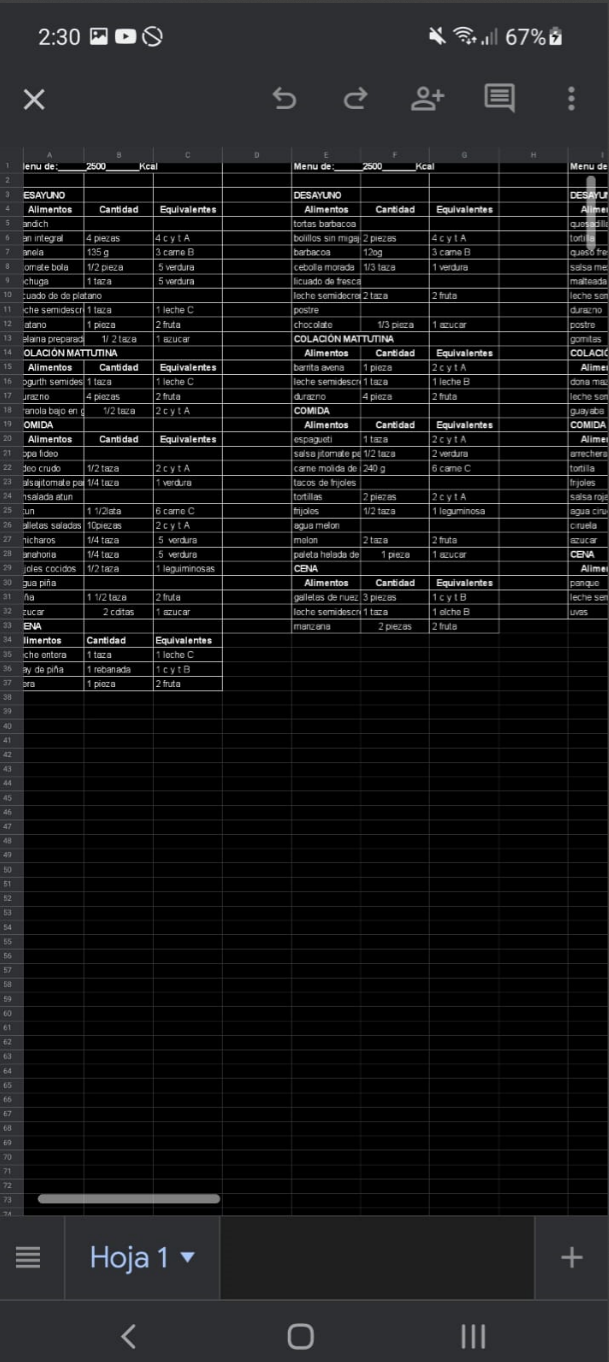 2:30 67%
A B C D E F G H I
1 lenu de:______2500______Kcal Menu de:______2500______Kcal Menu de
2
3 ESAYUNO DESAYUNO DESAYUN
4 Alimentos Cantidad Equivalentes Alimentos Cantidad Equivalentes Alimen
5 andich tortas barbacoa quesadilla
6 an integral 4 piezas 4 c y t A bolillos sin migaj 2 piezas 4 c y t A tortilla
7 anela 135 g 3 carne B barbacoa 12og 3 carne B queso fre
8 omate bola 1/2 pieza .5 verdura cebolla morada 1/3 taza 1 verdura salsa me
9 chuga 1 taza .5 verdura licuado de fresca malteada
10 cuado de de platano leche semidecre 2 taza 2 fruta leche sem
11 che semidescr 1 taza 1 leche C postre durazno
12 atano 1 pieza 2 fruta chocolate 1/3 pieza 1 azucar postre
13 elaina preparad 1/ 2 taza 1 azucar COLACIÓN MATTUTINA gomitas
14 OLACIÓN MATTUTINA Alimentos Cantidad Equivalentes COLACIÓ
15 Alimentos Cantidad Equivalentes barrita avena 1 pieza 2 c y t A Alimen
16 ogurth semides 1 taza 1 leche C leche semidescr 1 taza 1 leche B dona maz
17 urazno 4 piezas 2 fruta durazno 4 pieza 2 fruta leche sem
18 ranola bajo en g 1/2 taza 2 c y t A COMIDA guayaba
19 OMIDA Alimentos Cantidad Equivalentes COMIDA
20 Alimentos Cantidad Equivalentes espagueti 1 taza 2 c y t A Alimen
21 opa fideo salsa jitomate pe 1/2 taza 2 verdura arrechera
22 deo crudo 1/2 taza 2 c y t A carne molida de 240 g 6 carne C tortilla
23 alsajitomate pa 1/4 taza 1 verdura tacos de frijoles frijoles
24 nsalada atun tortillas 2 piezas 2 c y t A salsa roja
25 tun 1 1/2lata 6 carne C frijoles 1/2 taza 1 leguminosa agua ciru
26 alletas saladas 10piezas 2 c y t A agua melon ciruela
27 hicharos 1/4 taza .5 verdura melon 2 taza 2 fruta azucar
28 anahoria 1/4 taza .5 verdura paleta helada de 1 pieza 1 azucar CENA
29 joles cocidos 1/2 taza 1 leguiminosas CENA Alimen
30 gua piña Alimentos Cantidad Equivalentes panque
31 ña 1 1/2 taza 2 fruta galletas de nuez 3 piezas 1 c y t B leche sem
32 zucar 2 cditas 1 azucar leche semidescr 1 taza 1 elche B uvas
33 ENA manzana 2 piezas 2 fruta
34 limentos Cantidad Equivalentes
35 che entera 1 taza 1 leche C
36 ay de piña 1 rebanada 1 c y t B
37 era 1 pieza 2 fruta
38
39
40
41
42
43
44
45
46
47
48
49
50
51
52
53
54
55
56
57
58
59
60
61
62
63
64
65
66
67
68
69
70
71
72
73
74
Hoja 1